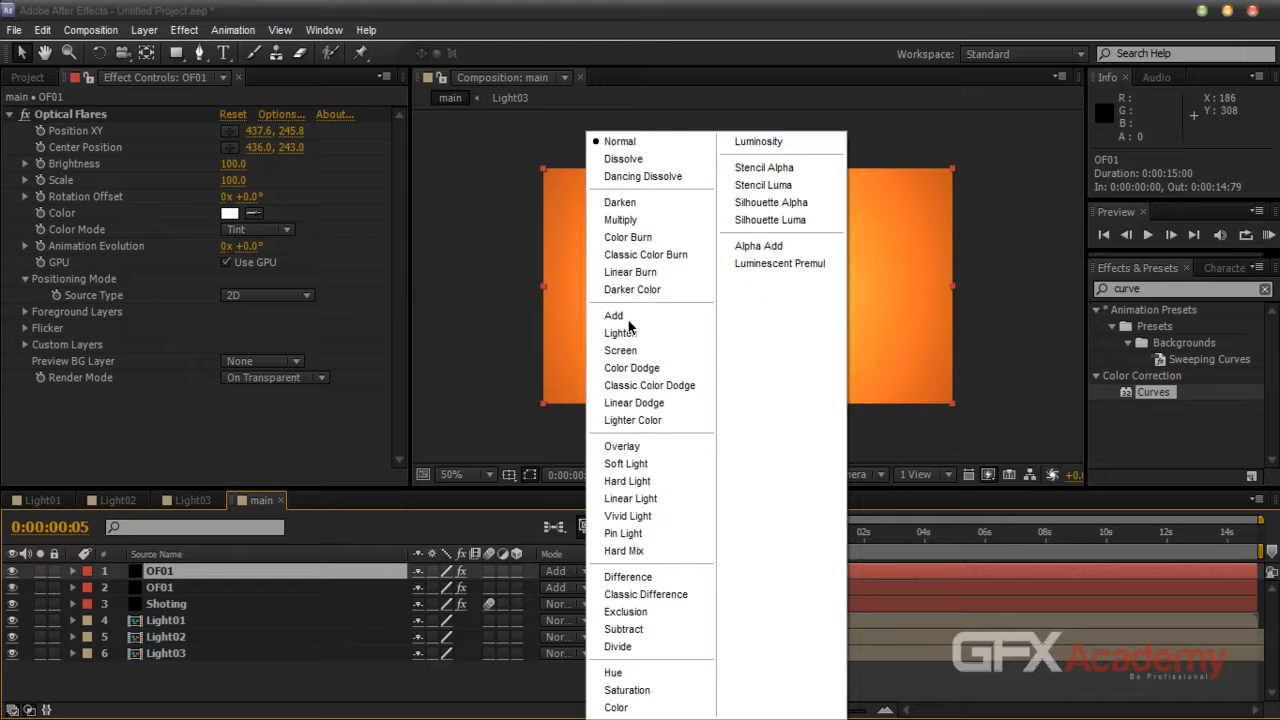 Adobe After Effects - Untitled Project.aep *
File Edit Composition Layer Effect Animation View Window Help
Workspace: Standard
Search Help
Project Effect Controls: OF01
main • OF01
Optical Flares Reset Options... About...
Position XY 437.6, 245.8
Center Position 436.0, 243.0
Brightness 100.0
Scale 100.0
Rotation Offset 0x +0.0°
Color
Color Mode Tint
Animation Evolution 0x +0.0°
GPU Use GPU
Positioning Mode
Source Type 2D
Foreground Layers
Flicker
Custom Layers
Preview BG Layer None
Render Mode On Transparent
Composition: main
main Light03
50%
1 View
Normal
Dissolve
Dancing Dissolve
Darken
Multiply
Color Burn
Classic Color Burn
Linear Burn
Darker Color
Add
Lighten
Screen
Color Dodge
Classic Color Dodge
Linear Dodge
Lighter Color
Overlay
Soft Light
Hard Light
Linear Light
Vivid Light
Pin Light
Hard Mix
Difference
Classic Difference
Exclusion
Subtract
Divide
Hue
Saturation
Color
Luminosity
Stencil Alpha
Stencil Luma
Silhouette Alpha
Silhouette Luma
Alpha Add
Luminescent Premul
Info Audio
R : X : 186
G : Y : 308
B :
A : 0
OF01
Duration: 0:00:15:00
In: 0:00:00:00, Out: 0:00:14:79
Preview
Effects & Presets
curve
* Animation Presets
Presets
Backgrounds
Sweeping Curves
Color Correction
Curves
Light01 Light02 Light03 main
0:00:00:05
# Source Name Mode
02s 04s 06s 08s 10s 12s 14s
1 OF01 Add
2 OF01 Add
3 Shoting Nor...
4 Light01 Nor...
5 Light02 Nor...
6 Light03 Nor...
GFXAcademy
Be Profissional